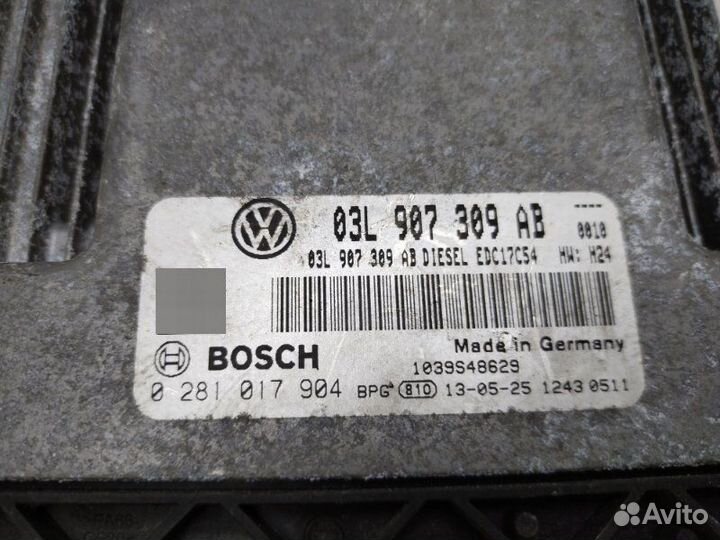 03L 907 309 AB
----
0010
03L 907 309 AB DIESEL EDC17C54 HW: H24
Made in Germany
BOSCH
1039S48629
0 281 017 904 BPG 810 13-05-25 1243 0511
Avito